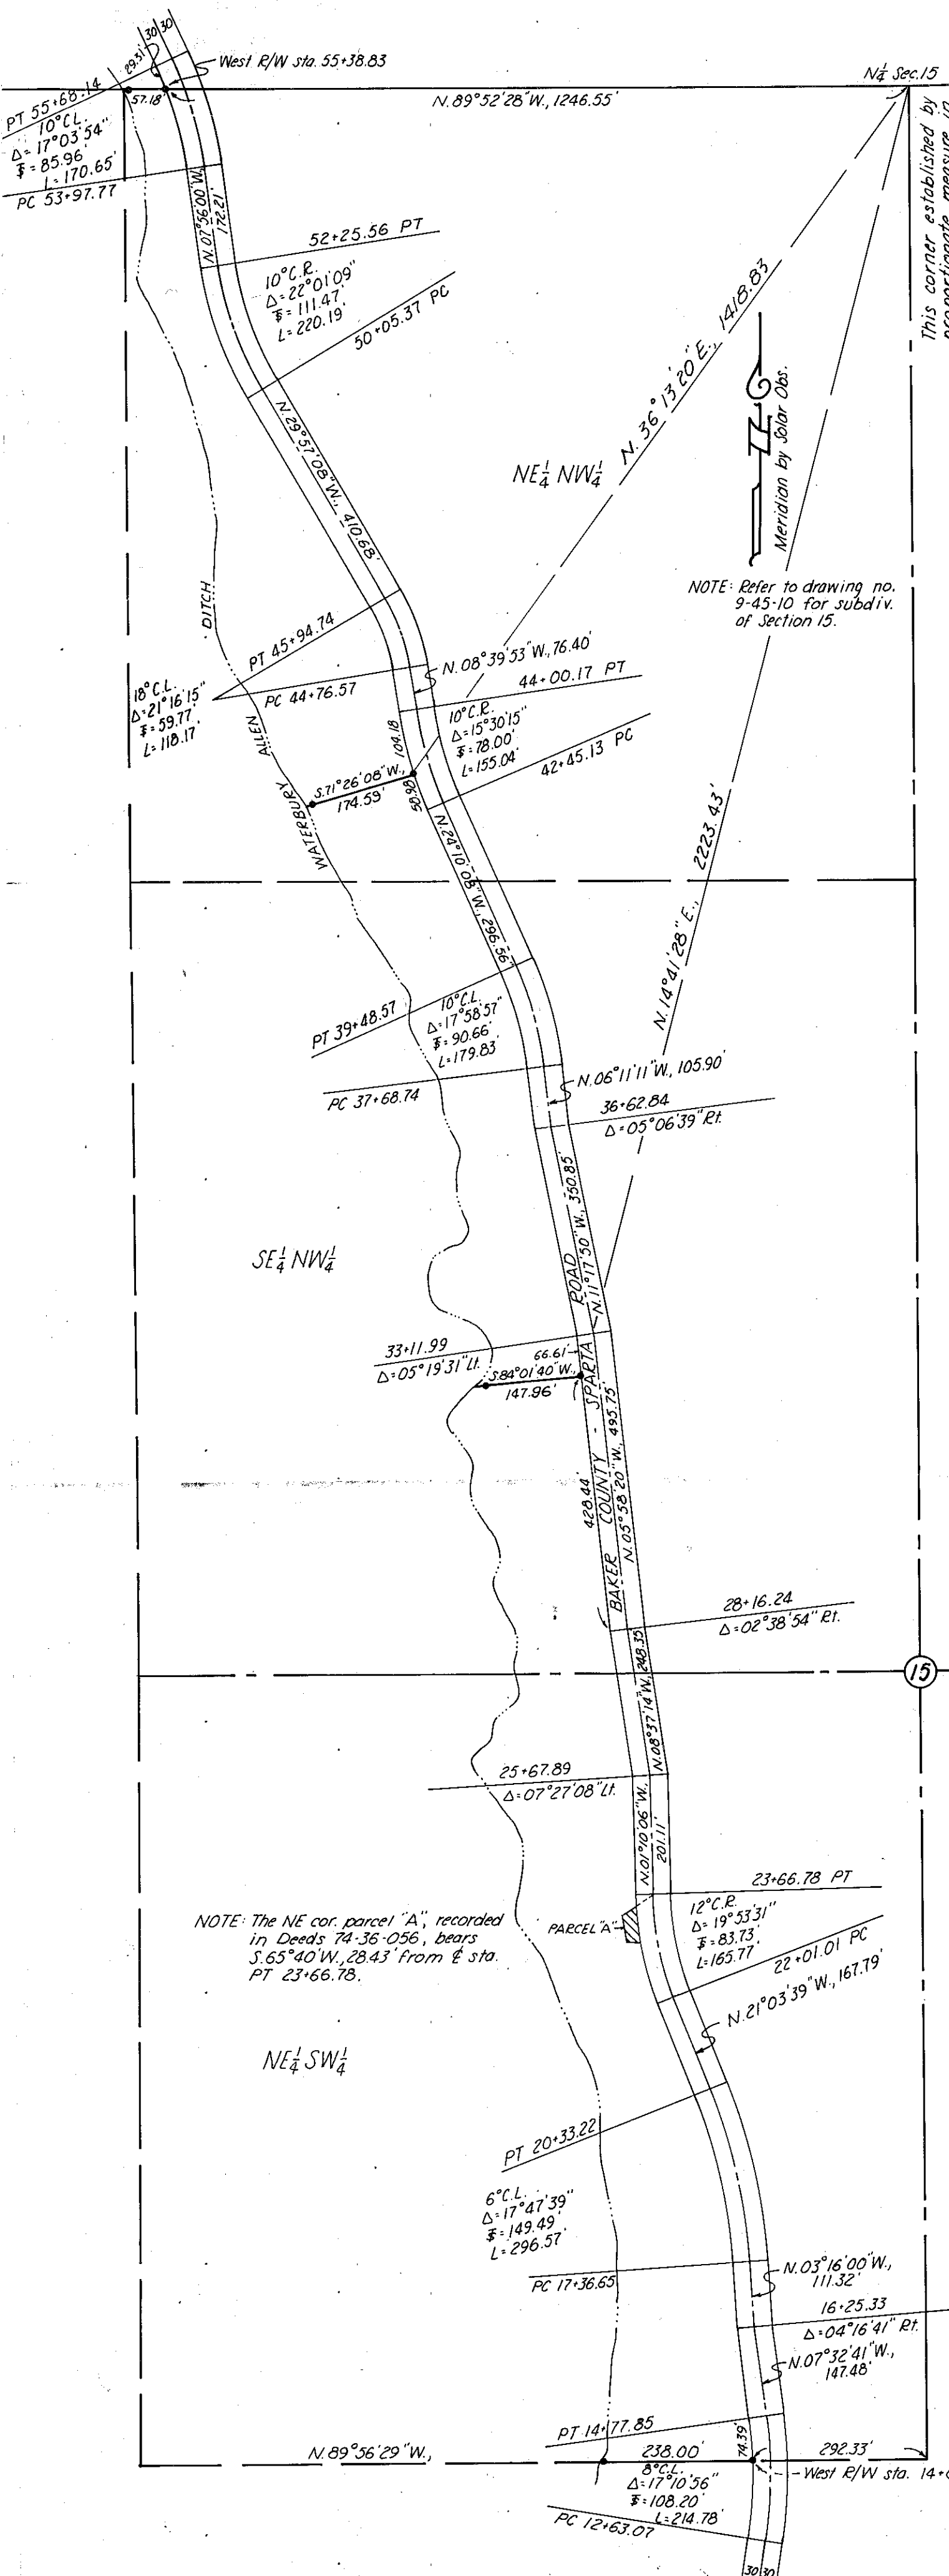 30 30
29.31'
West R/W sta. 55+38.83
N¼ Sec.15
PT 55+68.14
57.18'
N.89°52'28"W., 1246.55'
10°C.L.
Δ=17°03'54"
Ŧ=85.96'
L=170.65'
PC 53+97.77
This corner established by
proportionate measure in
N.07°56'00"W.
172.21'
52+25.56 PT
10°C.R.
Δ=22°01'09"
Ŧ=111.47'
L=220.19'
50+05.37 PC
N.36°13'20"E., 1418.83
N.29°57'08"W., 410.68'
NE¼ NW¼
Meridian by Solar Obs.
NOTE: Refer to drawing no.
9-45-10 for subdiv.
of Section 15.
WATERBURY ALLEN DITCH
PT 45+94.74
N.08°39'53"W., 76.40'
PC 44+76.57
44+00.17 PT
18°C.L.
Δ=21°16'15"
Ŧ=59.77'
L=118.17'
10°C.R.
Δ=15°30'15"
Ŧ=78.00'
L=155.04'
42+45.13 PC
104.18
S.71°26'08"W.,
174.59'
50.90'
N.24°01'08"W., 296.56'
N.14°41'28"E., 2223.43'
PT 39+48.57
10°C.L.
Δ=17°58'57"
Ŧ=90.66'
L=179.83'
PC 37+68.74
N.06°11'11"W., 105.90'
36+62.84
Δ=05°06'39"Rt.
N.11°17'50"W., 350.85'
SE¼ NW¼
BAKER COUNTY - SPARTA ROAD
33+11.99
Δ=05°19'31"Lt.
66.61'
S.84°01'40"W.,
147.96'
428.44'
N.05°58'20"W., 495.75'
28+16.24
Δ=02°38'54"Rt.
15
N.08°37'14"W., 248.35'
25+67.89
Δ=07°27'08"Lt.
N.01°10'06"W.
201.11'
23+66.78 PT
NOTE: The NE cor. parcel "A", recorded
in Deeds 74-36-056, bears
S.65°40'W., 28.43' from ℄ sta.
PT 23+66.78.
PARCEL "A"
12°C.R.
Δ=19°53'31"
Ŧ=83.73'
L=165.77
22+01.01 PC
N.21°03'39"W., 167.79'
NE¼ SW¼
PT 20+33.22
6°C.L.
Δ=17°47'39"
Ŧ=149.49'
L=296.57'
PC 17+36.65
N.03°16'00"W.,
111.32'
16+25.33
Δ=04°16'41"Rt.
N.07°32'41"W.,
147.48'
PT 14+77.85
74.39'
N.89°56'29"W.,
238.00'
292.33'
West R/W sta. 14+
8°C.L.
Δ=17°10'56"
Ŧ=108.20'
L=214.78'
PC 12+63.07
30 30